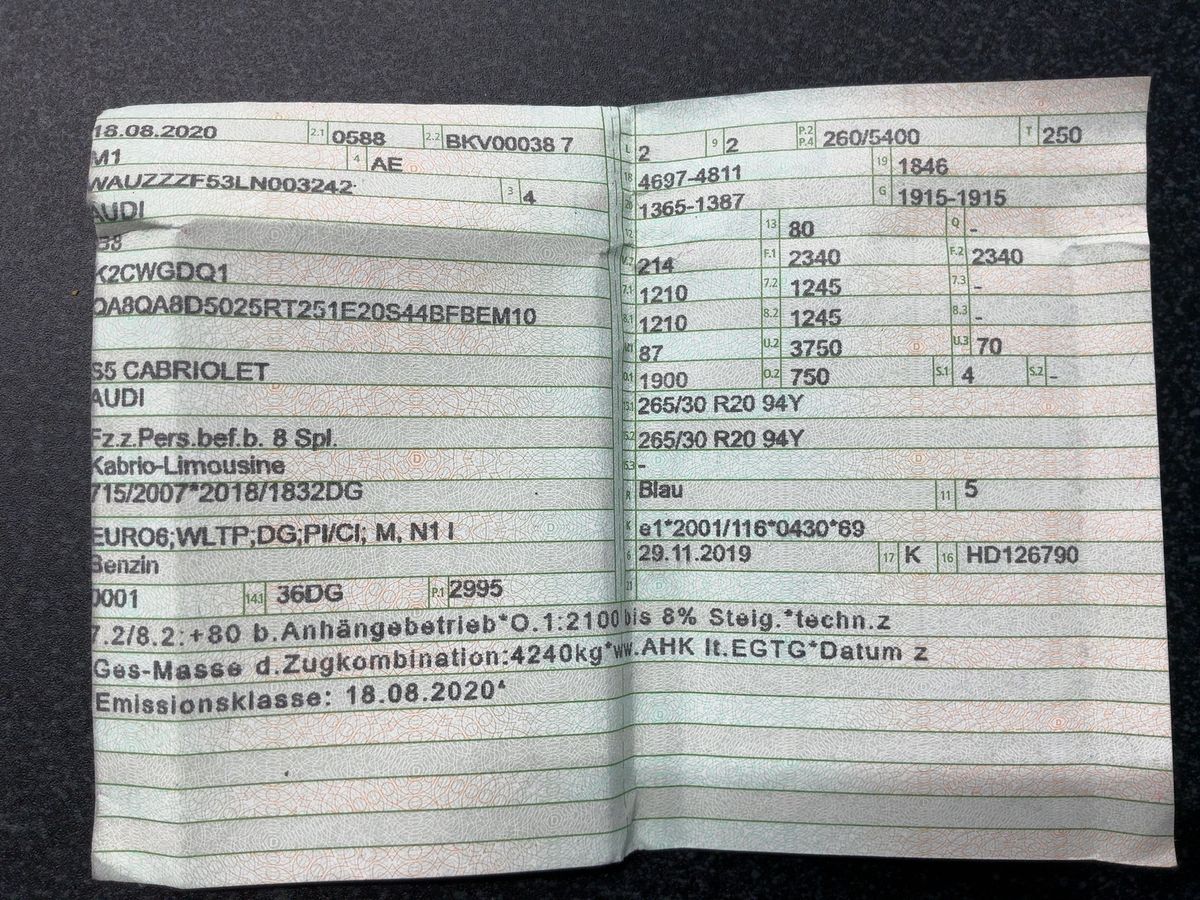 18.08.2020 2.1 0588 2.2 BKV00038 7
M1 4 AE
WAUZZZF53LN003242 3 4
AUDI
B8
K2CWGDQ1
QA8QA8D5025RT251E20S44BFBEM10
S5 CABRIOLET
AUDI
Fz.z.Pers.bef.b. 8 Spl.
Kabrio-Limousine
715/2007*2018/1832DG
EURO6;WLTP;DG;PI/CI; M, N1 I
Benzin
0001 14.1 36DG P.1 2995
L 2 9 2 P.2 P.4 260/5400 T 250
18 4697-4811 19 1846
20 1365-1387 G 1915-1915
12 13 80 Q -
V.7 214 F.1 2340 F.2 2340
7.1 1210 7.2 1245 7.3 -
8.1 1210 8.2 1245 8.3 -
U.1 87 U.2 3750 U.3 70
O.1 1900 O.2 750 S.1 4 S.2 -
15.1 265/30 R20 94Y
15.2 265/30 R20 94Y
15.3 -
R Blau 11 5
K e1*2001/116*0430*69
6 29.11.2019 17 K 16 HD126790
21
7.2/8.2:+80 b.Anhängebetrieb*O.1:2100 bis 8% Steig.*techn.z
Ges-Masse d.Zugkombination:4240kg*ww.AHK lt.EGTG*Datum z
Emissionsklasse: 18.08.2020*